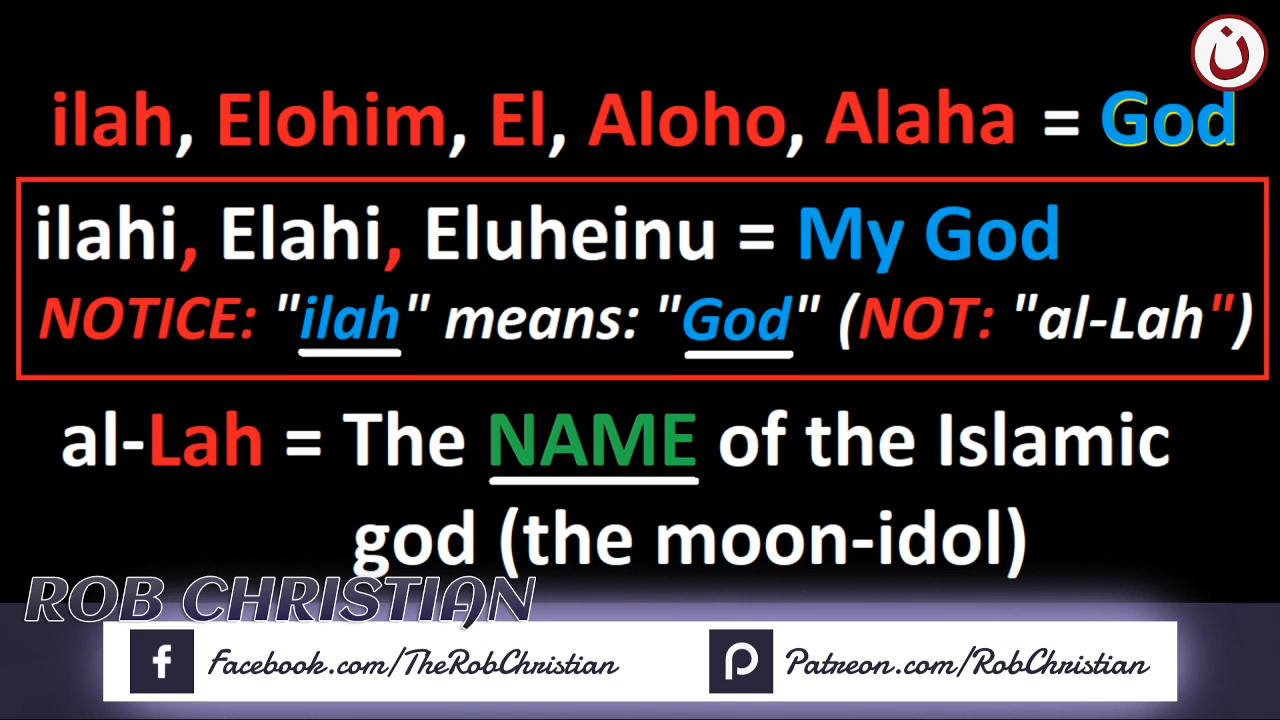 ن
ilah, Elohim, El, Aloho, Alaha = God
ilahi, Elahi, Eluheinu = My God
NOTICE: "ilah" means: "God" (NOT: "al-Lah")
al-Lah = The NAME of the Islamic
god (the moon-idol)
ROB CHRISTIAN
Facebook.com/TheRobChristian
Patreon.com/RobChristian